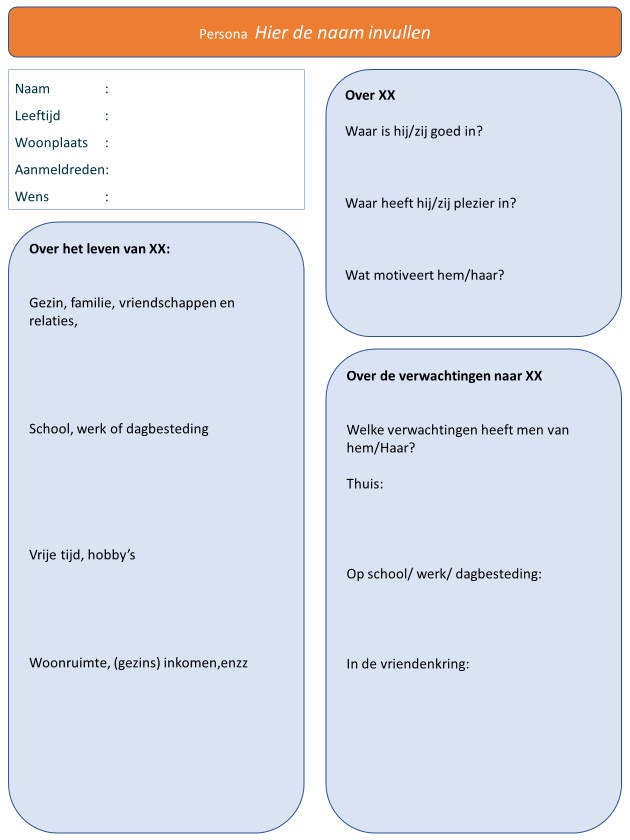 Persona Hier de naam invullen
Naam :
Leeftijd :
Woonplaats :
Aanmeldreden:
Wens :
Over het leven van XX:
Gezin, familie, vriendschappen en
relaties,
School, werk of dagbesteding
Vrije tijd, hobby’s
Woonruimte, (gezins) inkomen,enzz
Over XX
Waar is hij/zij goed in?
Waar heeft hij/zij plezier in?
Wat motiveert hem/haar?
Over de verwachtingen naar XX
Welke verwachtingen heeft men van
hem/Haar?
Thuis:
Op school/ werk/ dagbesteding:
In de vriendenkring: